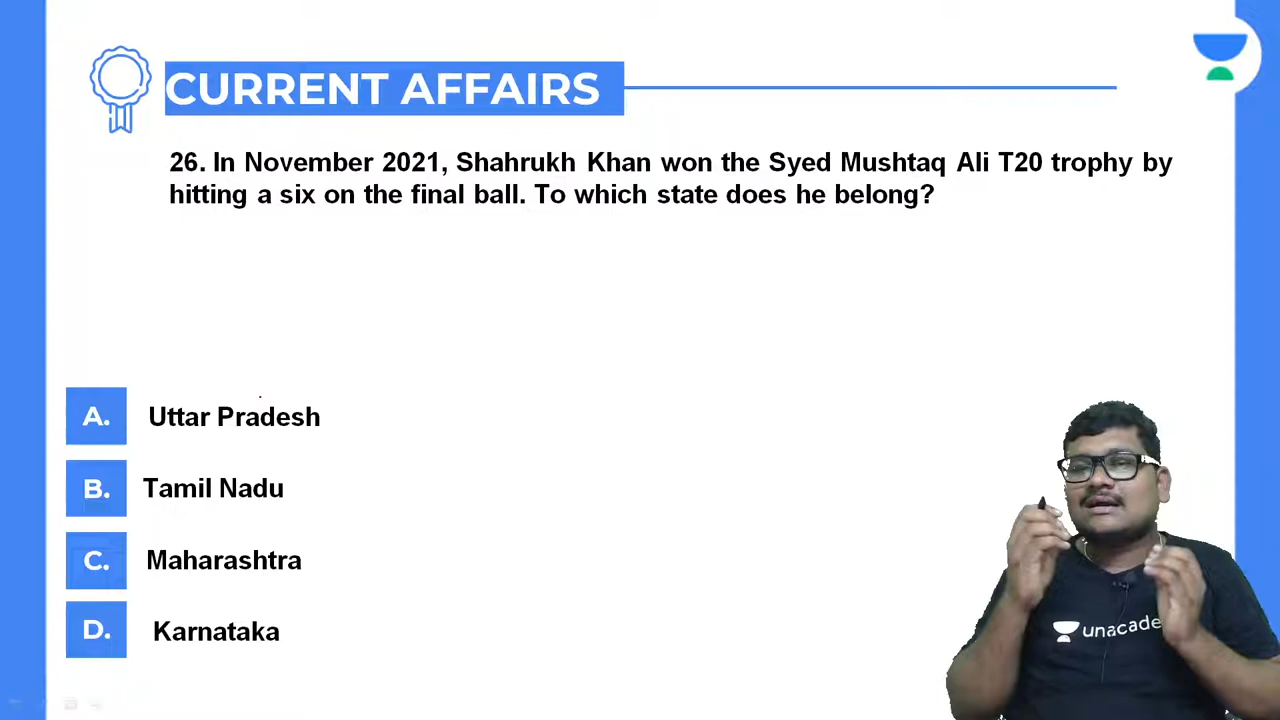 CURRENT AFFAIRS
26. In November 2021, Shahrukh Khan won the Syed Mushtaq Ali T20 trophy by
hitting a six on the final ball. To which state does he belong?
A. Uttar Pradesh
B. Tamil Nadu
C. Maharashtra
D. Karnataka
unacade